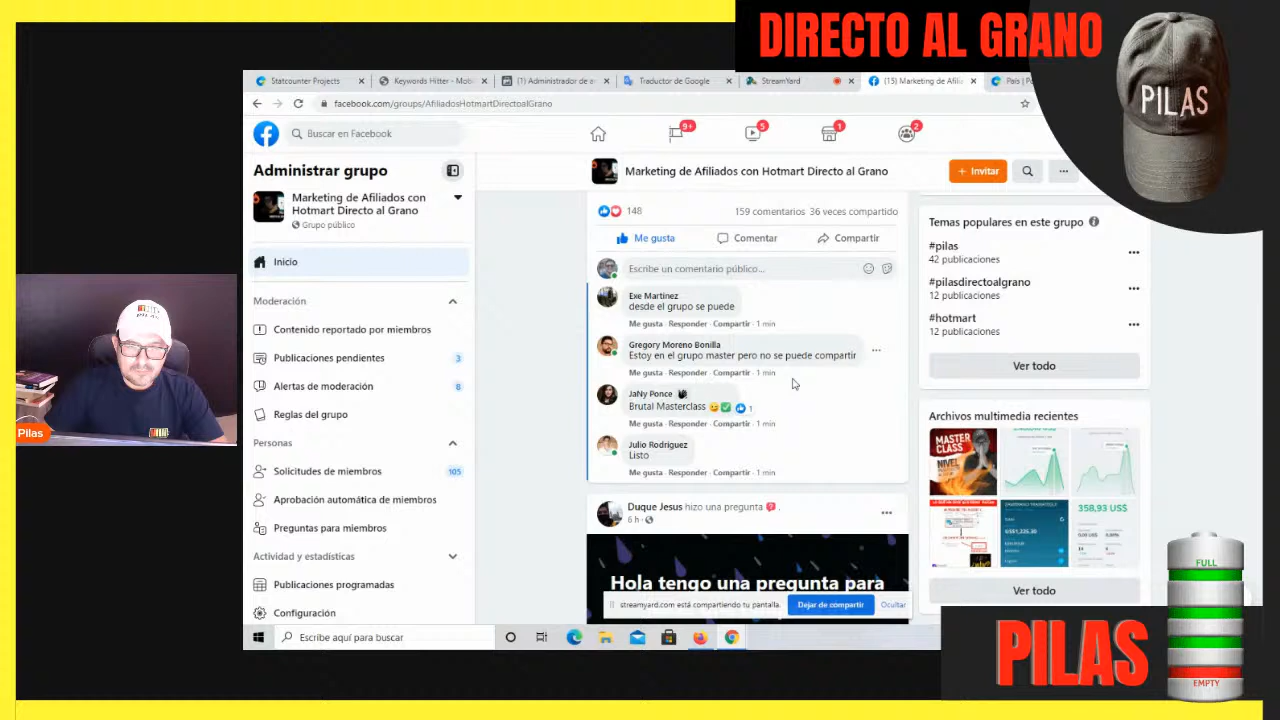 DIRECTO AL GRANO
PILAS
Statcounter Projects
Keywords Hitter - Mobi
(1) Administrador de a
Traductor de Google
StreamYard
(15) Marketing de Afilia
País | Po
facebook.com/groups/AfiliadosHotmartDirectoalGrano
Buscar en Facebook
9+
5
1
2
Administrar grupo
Marketing de Afiliados con
Hotmart Directo al Grano
Grupo público
Inicio
Moderación
Contenido reportado por miembros
Publicaciones pendientes
3
Alertas de moderación
8
Reglas del grupo
Personas
Solicitudes de miembros
105
Aprobación automática de miembros
Preguntas para miembros
Actividad y estadísticas
Publicaciones programadas
Configuración
Marketing de Afiliados con Hotmart Directo al Grano
+ Invitar
148
159 comentarios 36 veces compartido
Me gusta
Comentar
Compartir
Escribe un comentario público...
Exe Martinez
desde el grupo se puede
Me gusta · Responder · Compartir · 1 min
Gregory Moreno Bonilla
Estoy en el grupo master pero no se puede compartir
Me gusta · Responder · Compartir · 1 min
JaNy Ponce
Brutal Masterclass
1
Me gusta · Responder · Compartir · 1 min
Julio Rodriguez
Listo
Me gusta · Responder · Compartir · 1 min
Duque Jesus hizo una pregunta
6 h
Hola tengo una pregunta para
streamyard.com está compartiendo tu pantalla.
Dejar de compartir
Ocultar
Temas populares en este grupo
#pilas
42 publicaciones
#pilasdirectoalgrano
12 publicaciones
#hotmart
12 publicaciones
Ver todo
Archivos multimedia recientes
MASTER
CLASS
NIVEL
358,93 US$
Ver todo
Escribe aquí para buscar
Pilas
PILAS
FULL
EMPTY